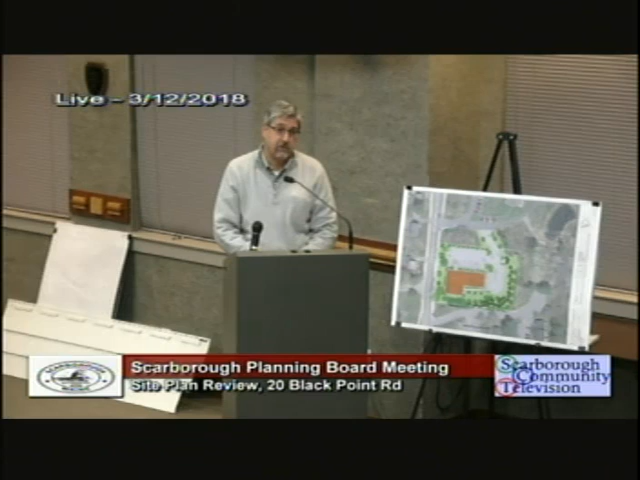 Live - 3/12/2018
Scarborough Planning Board Meeting
Site Plan Review, 20 Black Point Rd
Scarborough
Community
Television